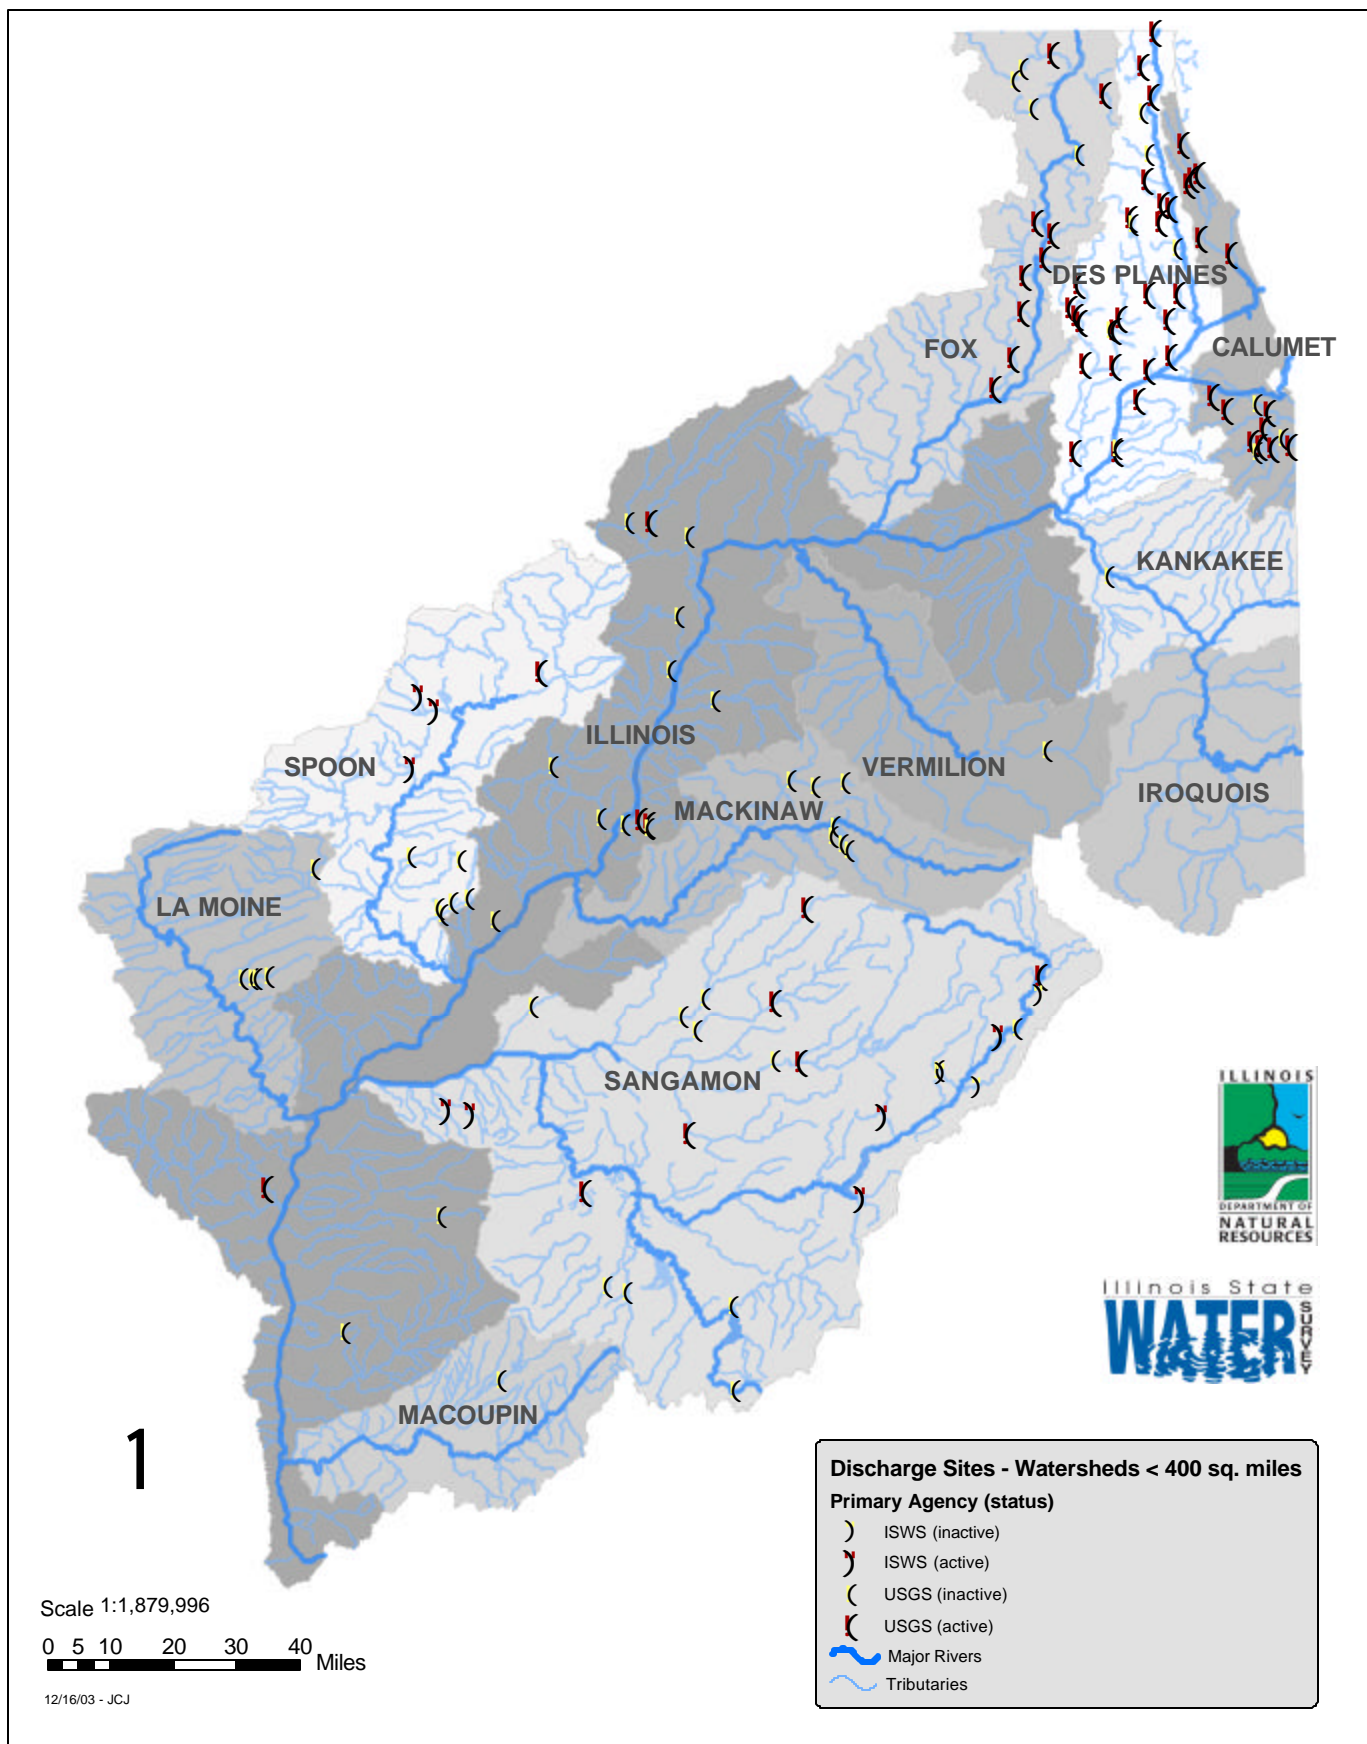 DES PLAINES
FOX
CALUMET
KANKAKEE
ILLINOIS
SPOON
VERMILION
IROQUOIS
MACKINAW
LA MOINE
SANGAMON
MACOUPIN
ILLINOIS
DEPARTMENT OF
NATURAL
RESOURCES
Illinois State
WATER
SURVEY
1
Discharge Sites - Watersheds < 400 sq. miles
Primary Agency (status)
ISWS (inactive)
ISWS (active)
USGS (inactive)
USGS (active)
Major Rivers
Tributaries
Scale 1:1,879,996
0 5 10 20 30 40
Miles
12/16/03 - JCJ